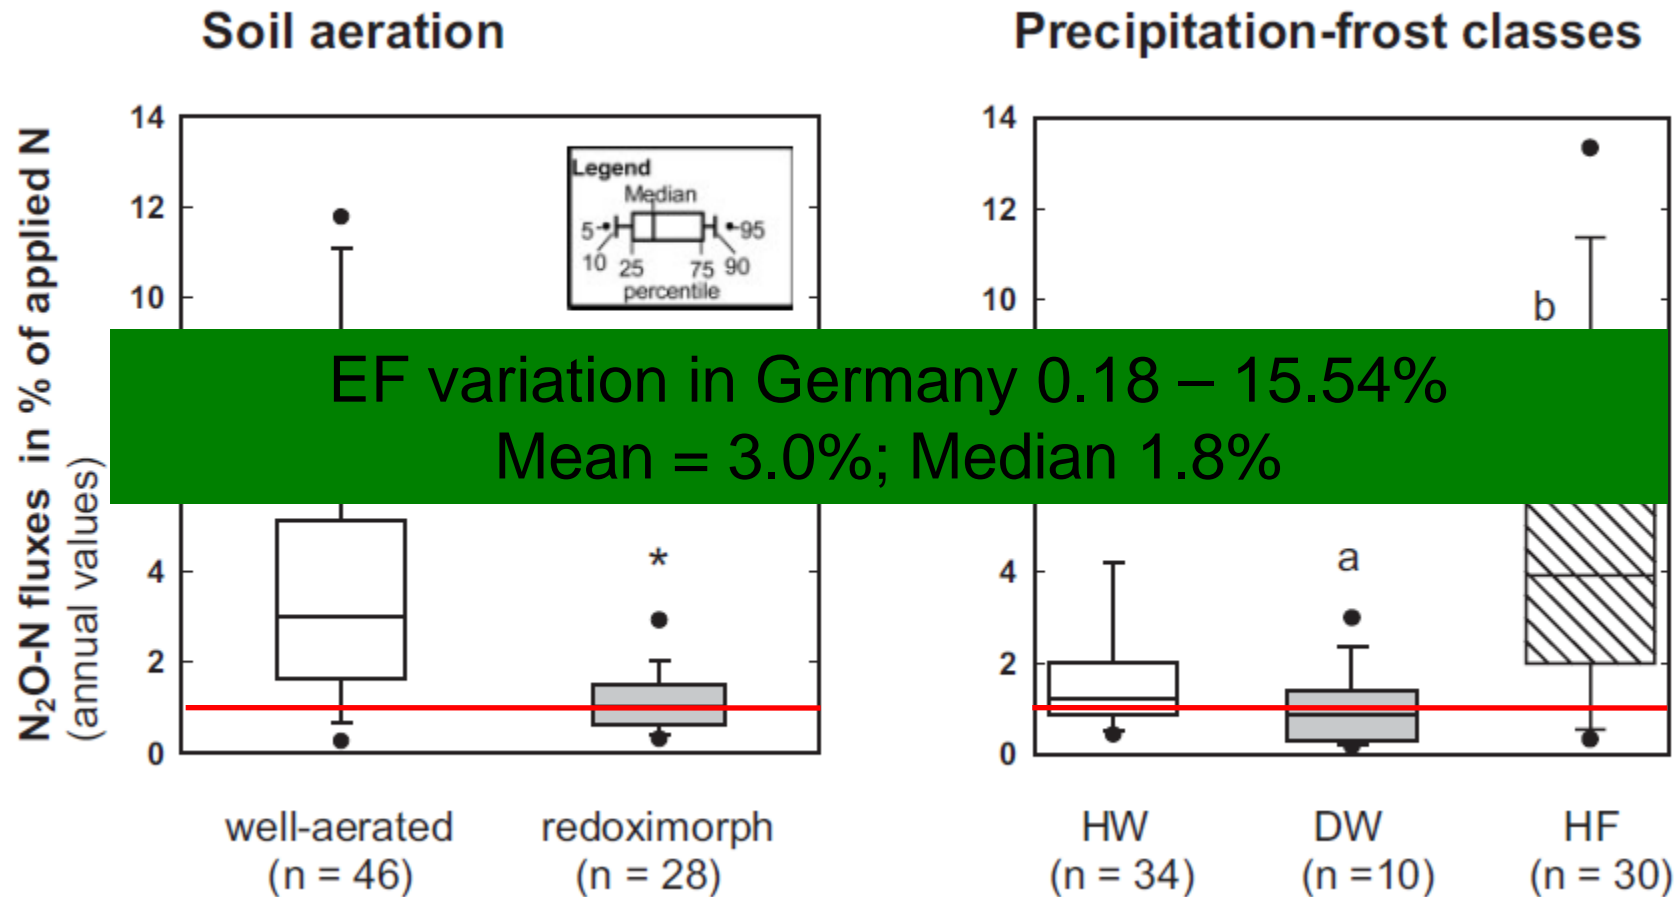 Soil aeration
Precipitation-frost classes
N₂O-N fluxes in % of applied N
(annual values)
14
12
10
4
2
0
Legend
Median
5
95
10
25
75
90
percentile
*
well-aerated
(n = 46)
redoximorph
(n = 28)
14
12
10
4
2
0
b
a
HW
(n = 34)
DW
(n =10)
HF
(n = 30)
EF variation in Germany 0.18 – 15.54%
Mean = 3.0%; Median 1.8%